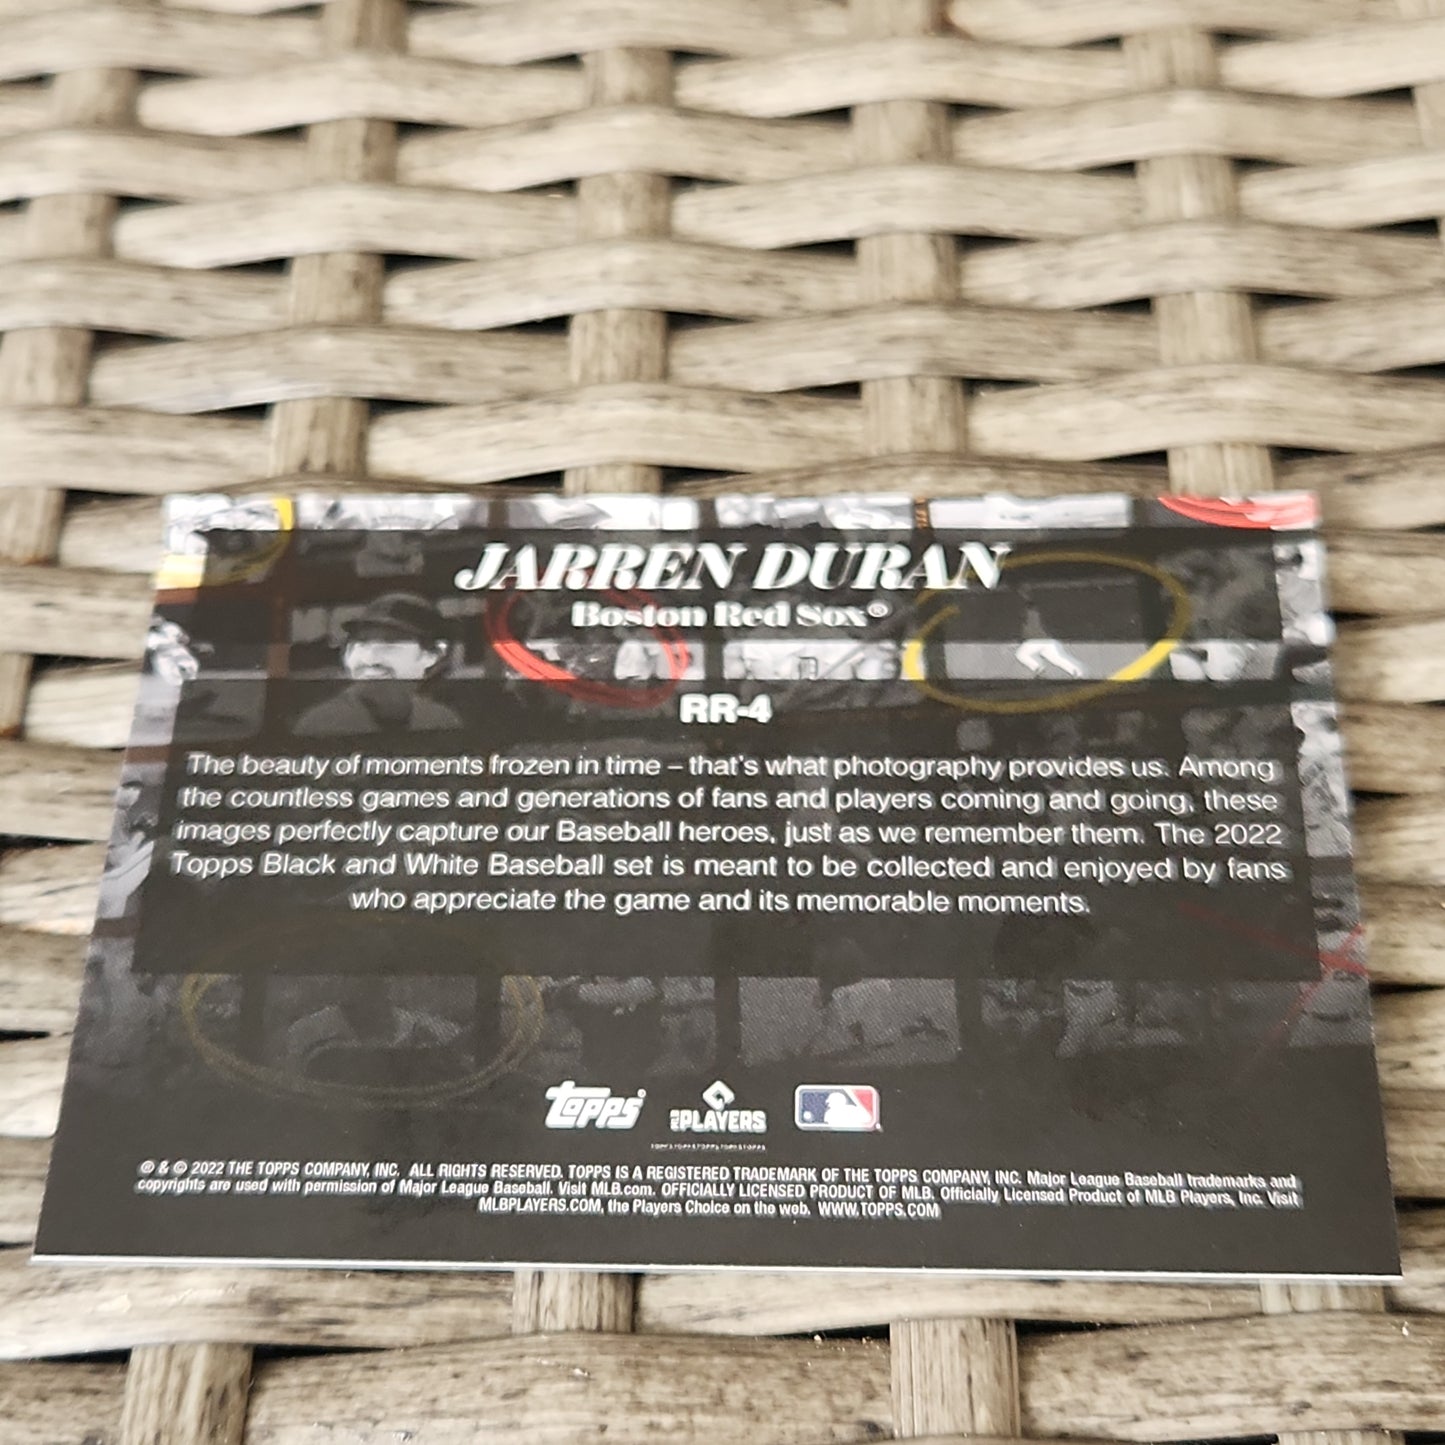 JARREN DURAN
Boston Red Sox®
RR-4
The beauty of moments frozen in time – that's what photography provides us. Among
the countless games and generations of fans and players coming and going, these
images perfectly capture our Baseball heroes, just as we remember them. The 2022
Topps Black and White Baseball set is meant to be collected and enjoyed by fans
who appreciate the game and its memorable moments.
topps® PLAYERS
® & © 2022 THE TOPPS COMPANY, INC. ALL RIGHTS RESERVED. TOPPS IS A REGISTERED TRADEMARK OF THE TOPPS COMPANY, INC. Major League Baseball trademarks and
copyrights are used with permission of Major League Baseball. Visit MLB.com. OFFICIALLY LICENSED PRODUCT OF MLB. Officially Licensed Product of MLB Players, Inc. Visit
MLBPLAYERS.COM, the Players Choice on the web. WWW.TOPPS.COM